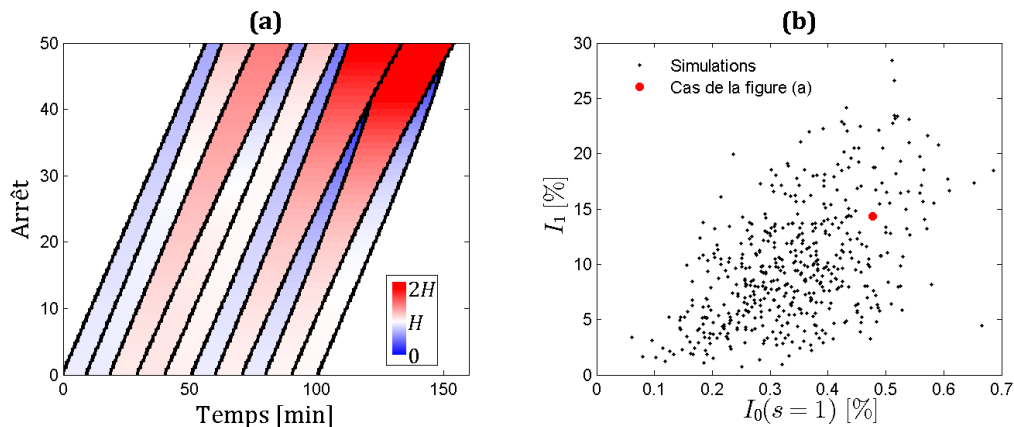 (a)
50
40
30
20
10
0
Arrêt
0
50
100
150
Temps [min]
2H
H
0
(b)
30
25
20
15
10
5
0
I₁ [%]
Simulations
Cas de la figure (a)
0
0.1
0.2
0.3
0.4
0.5
0.6
0.7
I₀(s = 1) [%]